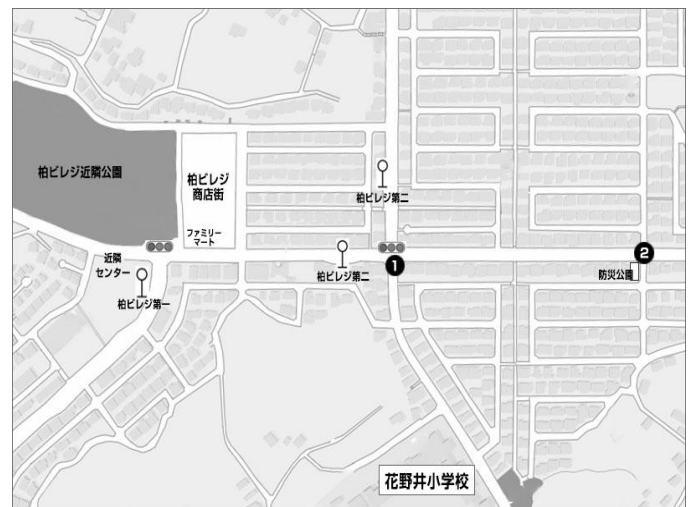 柏ビレジ近隣公園
柏ビレジ
商店街
柏ビレジ第二
ファミリー
マート
近隣
センター
柏ビレジ第一
柏ビレジ第二
1
2
防災公園
花野井小学校